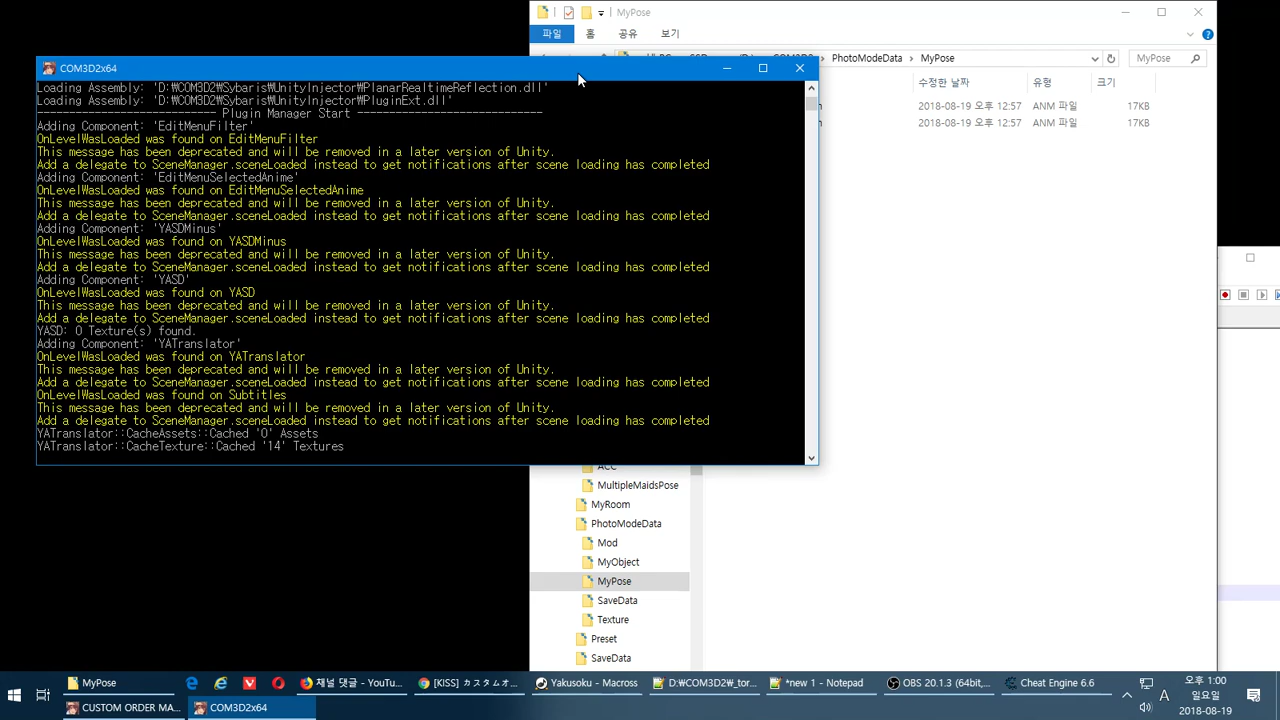 MyPose
파일
홈
공유
보기
PhotoModeData
MyPose
MyPose
수정한 날짜
유형
크기
2018-08-19 오후 12:57
ANM 파일
17KB
2018-08-19 오후 12:57
ANM 파일
17KB
COM3D2x64
Loading Assembly: 'D:₩COM3D2₩Sybaris₩UnityInjector₩PlanarRealtimeReflection.dll'
Loading Assembly: 'D:₩COM3D2₩Sybaris₩UnityInjector₩PluginExt.dll'
---------------------------- Plugin Manager Start ----------------------------
Adding Component: 'EditMenuFilter'
OnLevelWasLoaded was found on EditMenuFilter
This message has been deprecated and will be removed in a later version of Unity.
Add a delegate to SceneManager.sceneLoaded instead to get notifications after scene loading has completed
Adding Component: 'EditMenuSelectedAnime'
OnLevelWasLoaded was found on EditMenuSelectedAnime
This message has been deprecated and will be removed in a later version of Unity.
Add a delegate to SceneManager.sceneLoaded instead to get notifications after scene loading has completed
Adding Component: 'YASDMinus'
OnLevelWasLoaded was found on YASDMinus
This message has been deprecated and will be removed in a later version of Unity.
Add a delegate to SceneManager.sceneLoaded instead to get notifications after scene loading has completed
Adding Component: 'YASD'
OnLevelWasLoaded was found on YASD
This message has been deprecated and will be removed in a later version of Unity.
Add a delegate to SceneManager.sceneLoaded instead to get notifications after scene loading has completed
YASD: 0 Texture(s) found.
Adding Component: 'YATranslator'
OnLevelWasLoaded was found on YATranslator
This message has been deprecated and will be removed in a later version of Unity.
Add a delegate to SceneManager.sceneLoaded instead to get notifications after scene loading has completed
OnLevelWasLoaded was found on Subtitles
This message has been deprecated and will be removed in a later version of Unity.
Add a delegate to SceneManager.sceneLoaded instead to get notifications after scene loading has completed
YATranslator::CacheAssets::Cached '0' Assets
YATranslator::CacheTexture::Cached '14' Textures
ACC
MultipleMaidsPose
MyRoom
PhotoModeData
Mod
MyObject
MyPose
SaveData
Texture
Preset
SaveData
MyPose
채널 댓글 - YouTu...
[KISS] カスタムオ...
Yakusoku - Macross
D:₩COM3D2_tor...
*new 1 - Notepad
OBS 20.1.3 (64bit,...
Cheat Engine 6.6
CUSTOM ORDER MA...
COM3D2x64
A
오후 1:00
일요일
2018-08-19